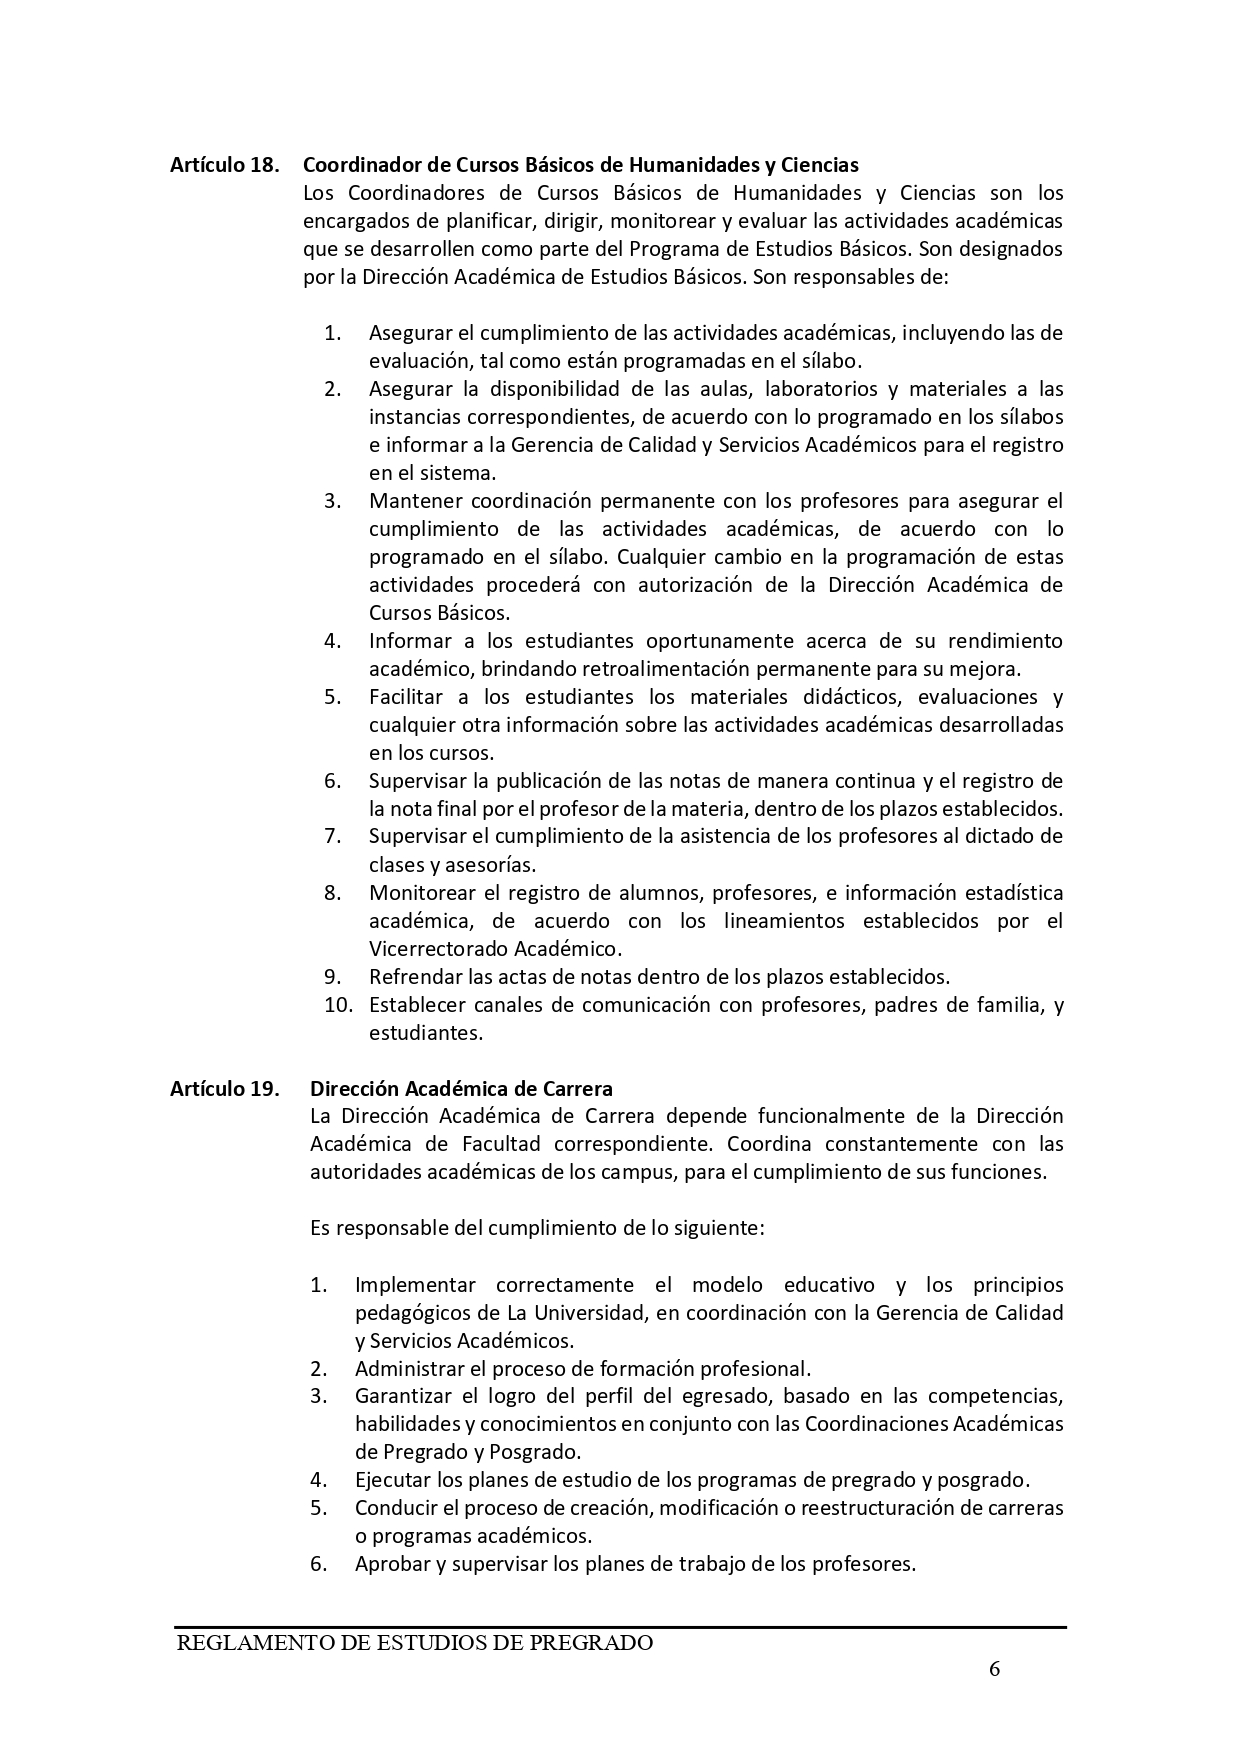 Artículo 18. Coordinador de Cursos Básicos de Humanidades y Ciencias
Los Coordinadores de Cursos Básicos de Humanidades y Ciencias son los
encargados de planificar, dirigir, monitorear y evaluar las actividades académicas
que se desarrollen como parte del Programa de Estudios Básicos. Son designados
por la Dirección Académica de Estudios Básicos. Son responsables de:
1. Asegurar el cumplimiento de las actividades académicas, incluyendo las de
evaluación, tal como están programadas en el sílabo.
2. Asegurar la disponibilidad de las aulas, laboratorios y materiales a las
instancias correspondientes, de acuerdo con lo programado en los sílabos
e informar a la Gerencia de Calidad y Servicios Académicos para el registro
en el sistema.
3. Mantener coordinación permanente con los profesores para asegurar el
cumplimiento de las actividades académicas, de acuerdo con lo
programado en el sílabo. Cualquier cambio en la programación de estas
actividades procederá con autorización de la Dirección Académica de
Cursos Básicos.
4. Informar a los estudiantes oportunamente acerca de su rendimiento
académico, brindando retroalimentación permanente para su mejora.
5. Facilitar a los estudiantes los materiales didácticos, evaluaciones y
cualquier otra información sobre las actividades académicas desarrolladas
en los cursos.
6. Supervisar la publicación de las notas de manera continua y el registro de
la nota final por el profesor de la materia, dentro de los plazos establecidos.
7. Supervisar el cumplimiento de la asistencia de los profesores al dictado de
clases y asesorías.
8. Monitorear el registro de alumnos, profesores, e información estadística
académica, de acuerdo con los lineamientos establecidos por el
Vicerrectorado Académico.
9. Refrendar las actas de notas dentro de los plazos establecidos.
10. Establecer canales de comunicación con profesores, padres de familia, y
estudiantes.
Artículo 19. Dirección Académica de Carrera
La Dirección Académica de Carrera depende funcionalmente de la Dirección
Académica de Facultad correspondiente. Coordina constantemente con las
autoridades académicas de los campus, para el cumplimiento de sus funciones.
Es responsable del cumplimiento de lo siguiente:
1. Implementar correctamente el modelo educativo y los principios
pedagógicos de La Universidad, en coordinación con la Gerencia de Calidad
y Servicios Académicos.
2. Administrar el proceso de formación profesional.
3. Garantizar el logro del perfil del egresado, basado en las competencias,
habilidades y conocimientos en conjunto con las Coordinaciones Académicas
de Pregrado y Posgrado.
4. Ejecutar los planes de estudio de los programas de pregrado y posgrado.
5. Conducir el proceso de creación, modificación o reestructuración de carreras
o programas académicos.
6. Aprobar y supervisar los planes de trabajo de los profesores.
REGLAMENTO DE ESTUDIOS DE PREGRADO
6